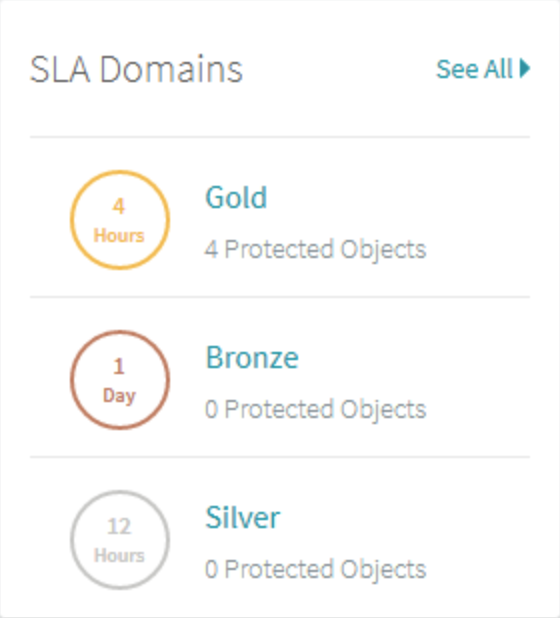 SLA Domains
See All
4
Hours
Gold
4 Protected Objects
1
Day
Bronze
0 Protected Objects
12
Hours
Silver
0 Protected Objects